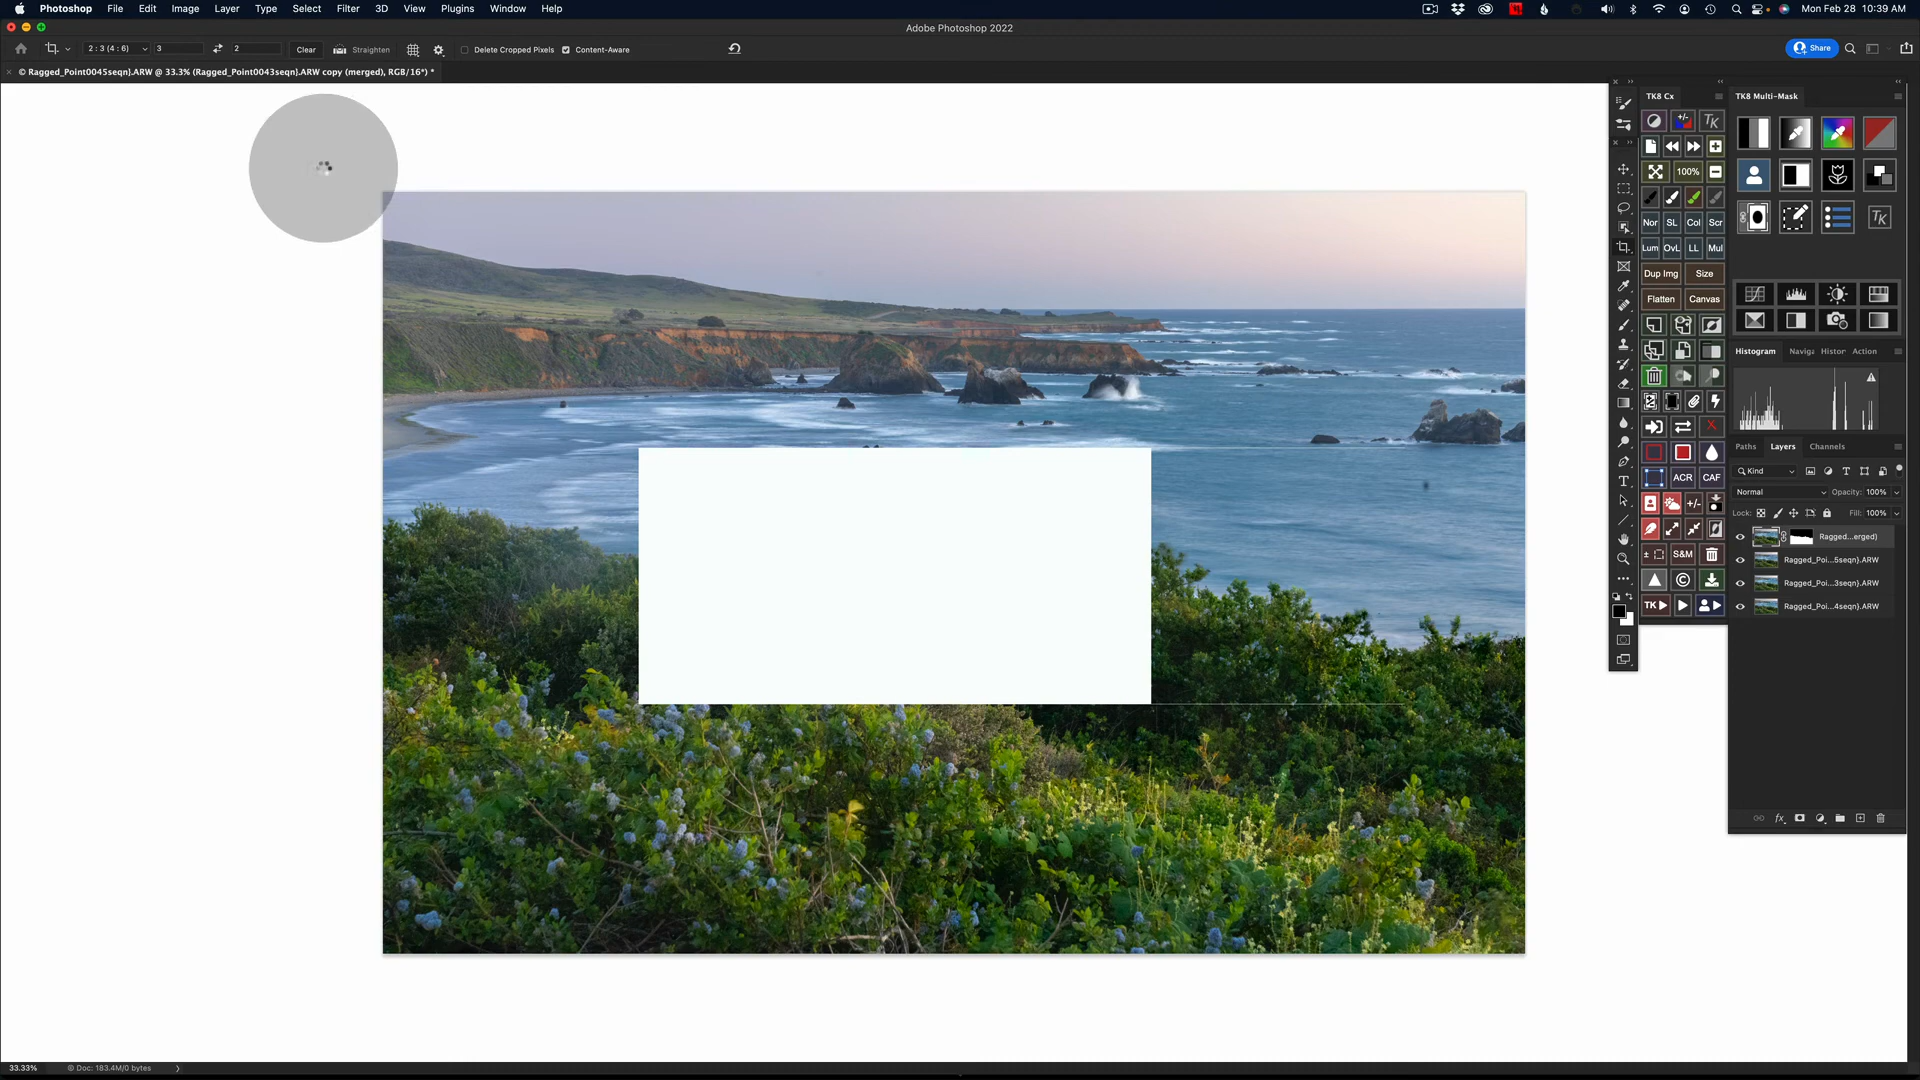 Photoshop File Edit Image Layer Type Select Filter 3D View Plugins Window Help Mon Feb 28 10:39 AM
Adobe Photoshop 2022
2 : 3 (4 : 6) 3 2 Clear Straighten Delete Cropped Pixels Content-Aware Share
© Ragged_Point0045seqn}.ARW @ 33.3% (Ragged_Point0043seqn}.ARW copy (merged), RGB/16*) *
TK8 Cx TK8 Multi-Mask
+/- TK
100%
Nor SL Col Scr
TK
Lum OvL LL Mul
Dup Img Size
Flatten Canvas
Histogram Naviga Histor Action
X
Paths Layers Channels
Kind
ACR CAF
Normal Opacity: 100%
+/-
Lock: Fill: 100%
Ragged...erged)
± S&M
Ragged_Poi...5seqn}.ARW
Ragged_Poi...3seqn}.ARW
©
TK
Ragged_Poi...4seqn}.ARW
fx
33.33% Doc: 183.4M/0 bytes